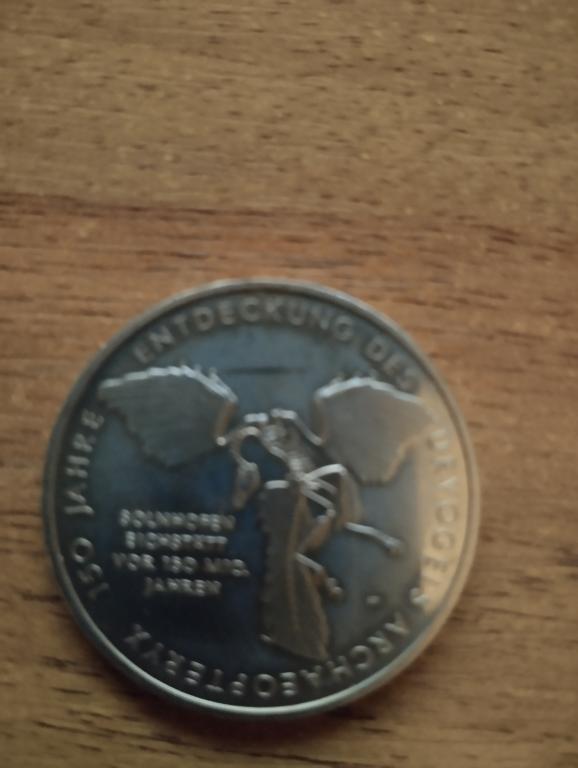 150 JAHRE ENTDECKUNG DES URVOGELS ARCHAEOPTERYX
SOLNHOFEN
EICHSTÄTT
VOR 150 MIO.
JAHREN